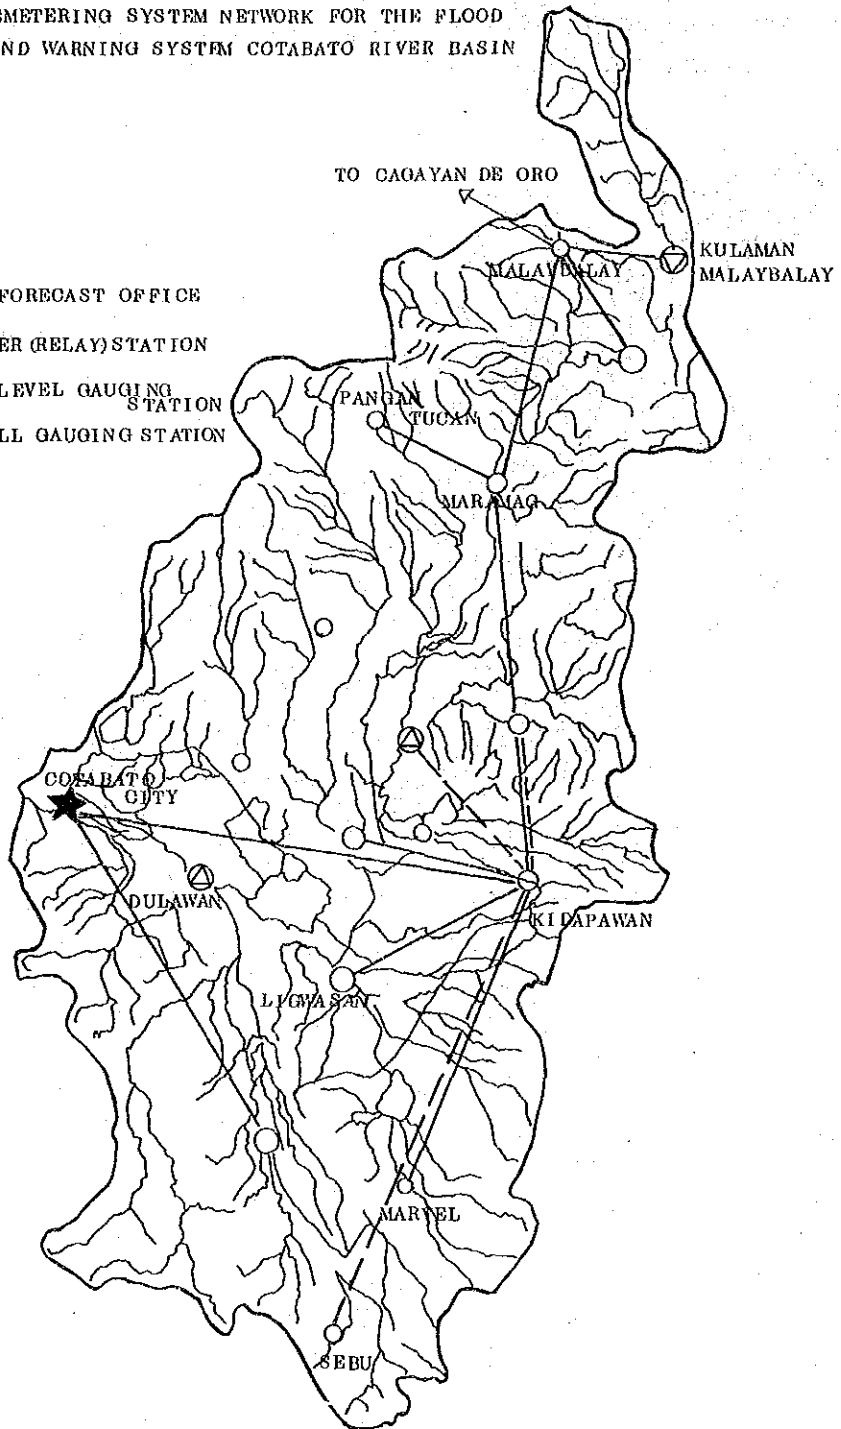 METERING SYSTEM NETWORK FOR THE FLOOD
ND WARNING SYSTEM COTABATO RIVER BASIN
TO CAGAYAN DE ORO
KULAMAN
MALAYBALAY
MALAYBALAY
FORECAST OFFICE
ER (RELAY) STATION
LEVEL GAUGING
STATION
LL GAUGING STATION
PANGAN
TUCAN
MARAMAG
COTABATO
CITY
DULAWAN
KIDAPAWAN
LIGWASAN
MARVEL
SEBU